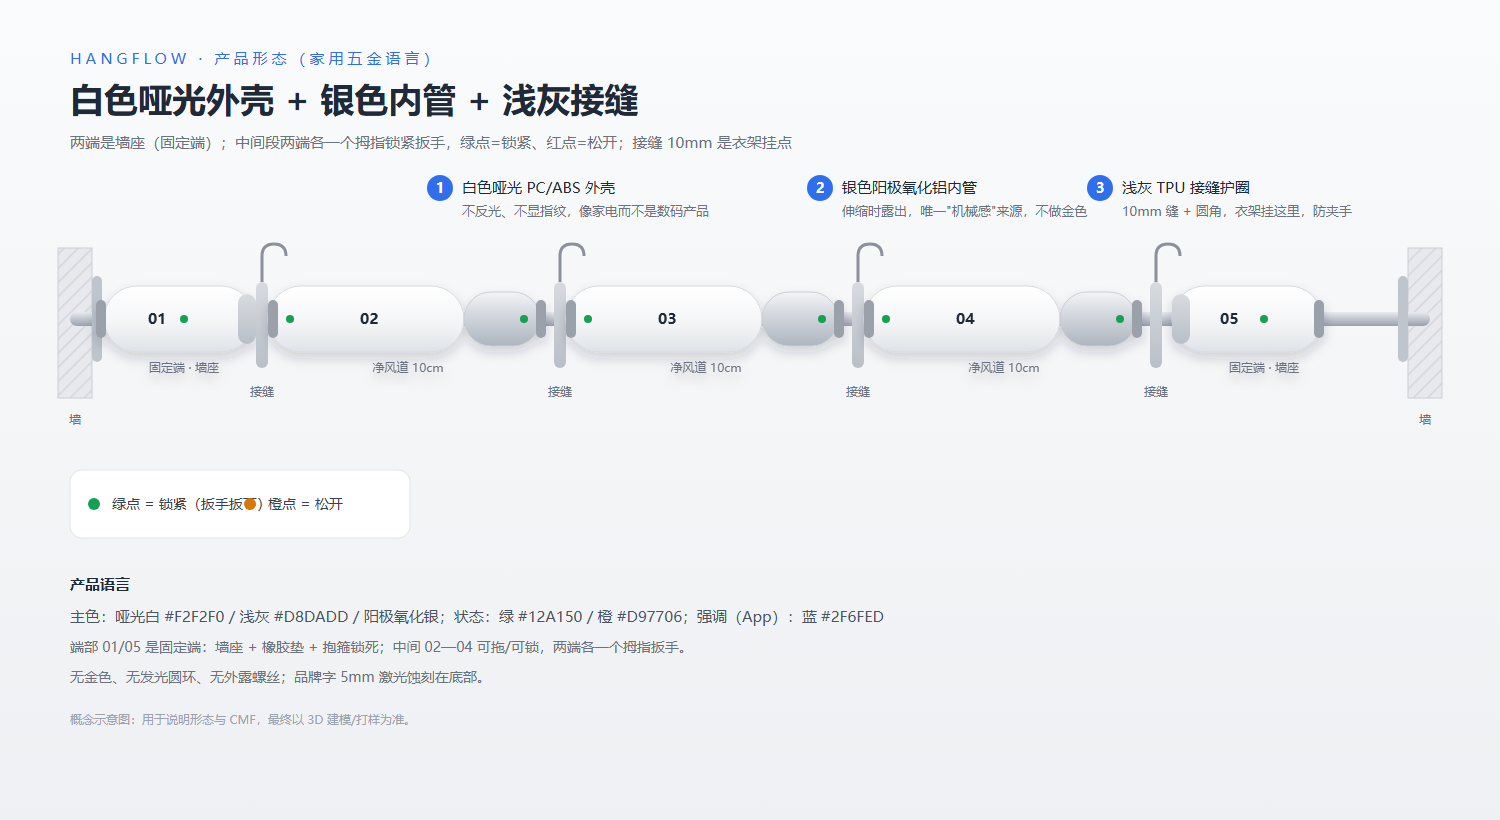 HANGFLOW · 产品形态（家用五金语言）
白色哑光外壳 + 银色内管 + 浅灰接缝
两端是墙座（固定端）；中间段两端各一个拇指锁紧扳手，绿点=锁紧、红点=松开；接缝 10mm 是衣架挂点
1 白色哑光 PC/ABS 外壳
不反光、不显指纹，像家电而不是数码产品
2 银色阳极氧化铝内管
伸缩时露出，唯一"机械感"来源，不做金色
3 浅灰 TPU 接缝护圈
10mm 缝 + 圆角，衣架挂这里，防夹手
01
02
03
04
05
固定端 · 墙座
净风道 10cm
净风道 10cm
净风道 10cm
固定端 · 墙座
接缝
接缝
接缝
接缝
墙
墙
绿点 = 锁紧（扳手扳）橙点 = 松开
产品语言
主色：哑光白 #F2F2F0 / 浅灰 #D8DADD / 阳极氧化银；状态：绿 #12A150 / 橙 #D97706；强调（App）：蓝 #2F6FED
端部 01/05 是固定端：墙座 + 橡胶垫 + 抱箍锁死；中间 02—04 可拖/可锁，两端各一个拇指扳手。
无金色、无发光圆环、无外露螺丝；品牌字 5mm 激光蚀刻在底部。
概念示意图：用于说明形态与 CMF，最终以 3D 建模/打样为准。